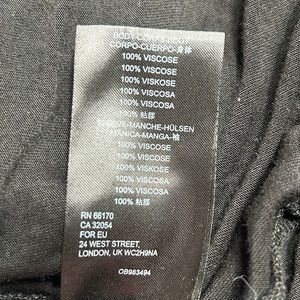 CORPO-CUERPO-身体
100% VISCOSE
100% VISCOSE
100% VISKOSE
100% VISCOSA
100% VISCOSA
100% 粘膠
MANICA-MANGA-袖
100% VISCOSE
100% VISCOSE
100% VISKOSE
100% VISCOSA
100% VISCOSA
100% 粘膠
RN 66170
CA 32054
FOR EU
24 WEST STREET,
LONDON, UK WC2H9NA
OB983494